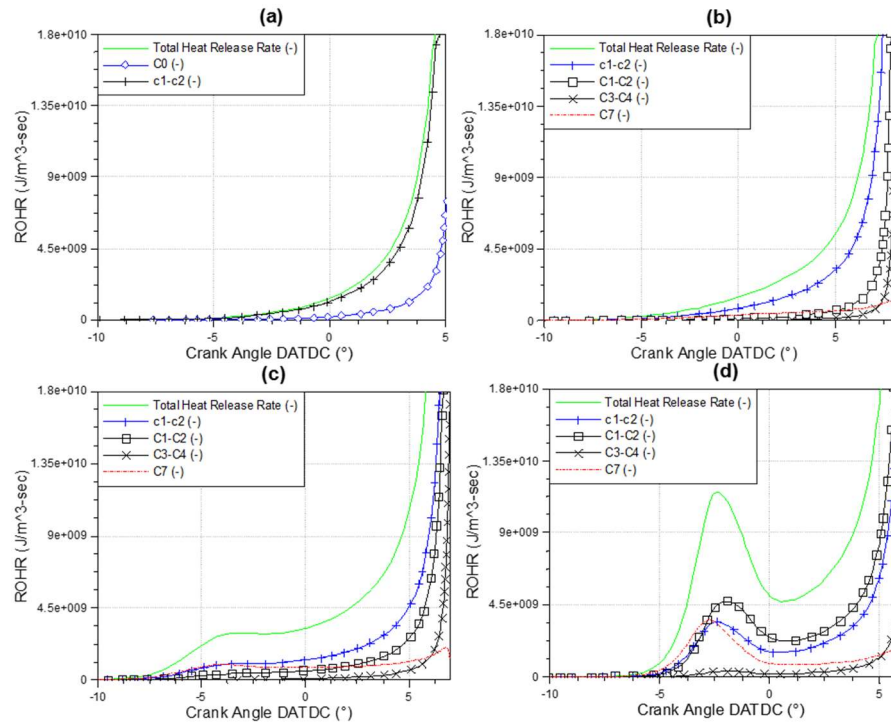 (a)
1.8e+010
1.35e+010
9e+009
4.5e+009
0
ROHR (J/m^3-sec)
Total Heat Release Rate (-)
C0 (-)
c1-c2 (-)
-10
-5
0
5
Crank Angle DATDC (°)
(b)
1.8e+010
1.35e+010
9e+009
4.5e+009
0
ROHR (J/m^3-sec)
Total Heat Release Rate (-)
c1-c2 (-)
C1-C2 (-)
C3-C4 (-)
C7 (-)
-10
-5
0
5
Crank Angle DATDC (°)
(c)
1.8e+010
1.35e+010
9e+009
4.5e+009
0
ROHR (J/m^3-sec)
Total Heat Release Rate (-)
c1-c2 (-)
C1-C2 (-)
C3-C4 (-)
C7 (-)
-10
-5
0
5
Crank Angle DATDC (°)
(d)
1.8e+010
1.35e+010
9e+009
4.5e+009
0
ROHR (J/m^3-sec)
Total Heat Release Rate (-)
c1-c2 (-)
C1-C2 (-)
C3-C4 (-)
C7 (-)
-10
-5
0
5
Crank Angle DATDC (°)